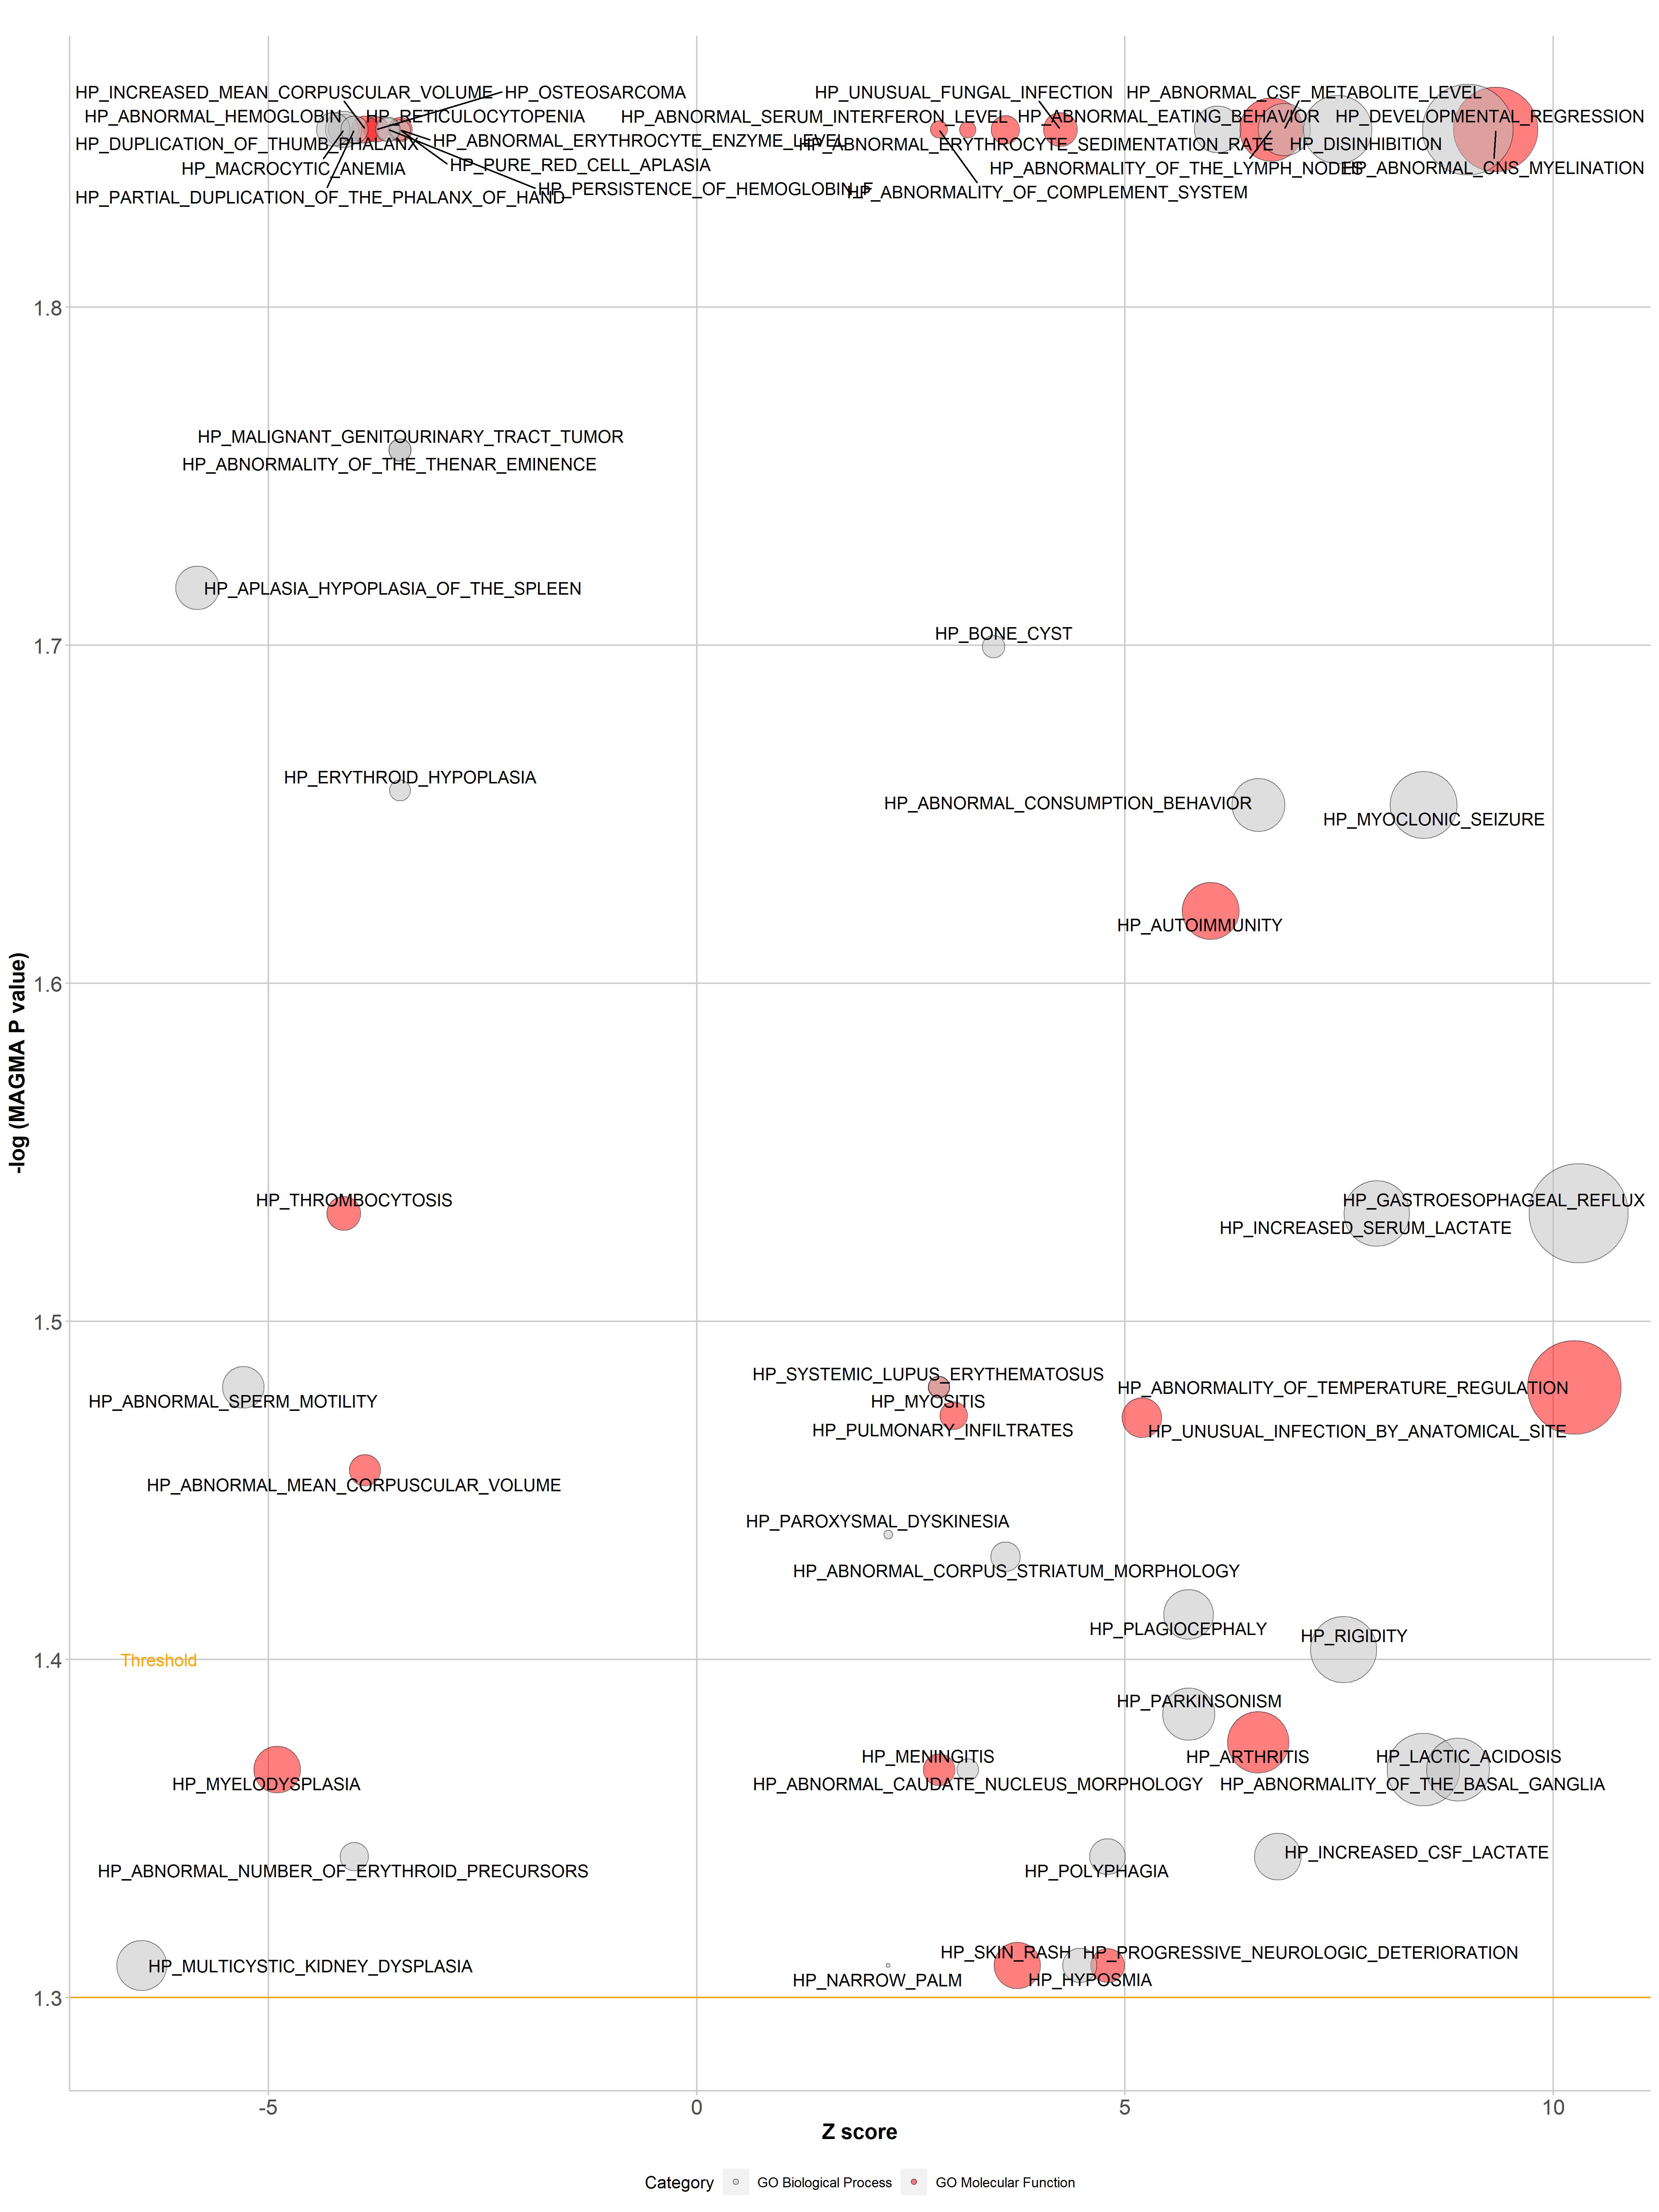 HP_INCREASED_MEAN_CORPUSCULAR_VOLUME
HP_OSTEOSARCOMA
HP_UNUSUAL_FUNGAL_INFECTION
HP_ABNORMAL_CSF_METABOLITE_LEVEL
HP_ABNORMAL_HEMOGLOBIN
HP_RETICULOCYTOPENIA
HP_ABNORMAL_SERUM_INTERFERON_LEVEL
HP_ABNORMAL_EATING_BEHAVIOR
HP_DEVELOPMENTAL_REGRESSION
HP_DUPLICATION_OF_THUMB_PHALANX
HP_ABNORMAL_ERYTHROCYTE_ENZYME_LEVEL
HP_ABNORMAL_ERYTHROCYTE_SEDIMENTATION_RATE
HP_DISINHIBITION
HP_MACROCYTIC_ANEMIA
HP_PURE_RED_CELL_APLASIA
HP_ABNORMALITY_OF_THE_LYMPH_NODES
HP_ABNORMAL_CNS_MYELINATION
HP_PARTIAL_DUPLICATION_OF_THE_PHALANX_OF_HAND
HP_PERSISTENCE_OF_HEMOGLOBIN_F
HP_ABNORMALITY_OF_COMPLEMENT_SYSTEM
1.8
HP_MALIGNANT_GENITOURINARY_TRACT_TUMOR
HP_ABNORMALITY_OF_THE_THENAR_EMINENCE
HP_APLASIA_HYPOPLASIA_OF_THE_SPLEEN
HP_BONE_CYST
1.7
HP_ERYTHROID_HYPOPLASIA
HP_ABNORMAL_CONSUMPTION_BEHAVIOR
HP_MYOCLONIC_SEIZURE
HP_AUTOIMMUNITY
1.6
-log (MAGMA P value)
HP_THROMBOCYTOSIS
HP_GASTROESOPHAGEAL_REFLUX
HP_INCREASED_SERUM_LACTATE
1.5
HP_SYSTEMIC_LUPUS_ERYTHEMATOSUS
HP_ABNORMALITY_OF_TEMPERATURE_REGULATION
HP_ABNORMAL_SPERM_MOTILITY
HP_MYOSITIS
HP_PULMONARY_INFILTRATES
HP_UNUSUAL_INFECTION_BY_ANATOMICAL_SITE
HP_ABNORMAL_MEAN_CORPUSCULAR_VOLUME
HP_PAROXYSMAL_DYSKINESIA
HP_ABNORMAL_CORPUS_STRIATUM_MORPHOLOGY
HP_PLAGIOCEPHALY
HP_RIGIDITY
1.4
Threshold
HP_PARKINSONISM
HP_MENINGITIS
HP_ARTHRITIS
HP_LACTIC_ACIDOSIS
HP_MYELODYSPLASIA
HP_ABNORMAL_CAUDATE_NUCLEUS_MORPHOLOGY
HP_ABNORMALITY_OF_THE_BASAL_GANGLIA
HP_INCREASED_CSF_LACTATE
HP_ABNORMAL_NUMBER_OF_ERYTHROID_PRECURSORS
HP_POLYPHAGIA
HP_SKIN_RASH
HP_PROGRESSIVE_NEUROLOGIC_DETERIORATION
HP_MULTICYSTIC_KIDNEY_DYSPLASIA
HP_NARROW_PALM
HP_HYPOSMIA
1.3
-5
0
5
10
Z score
Category
GO Biological Process
GO Molecular Function